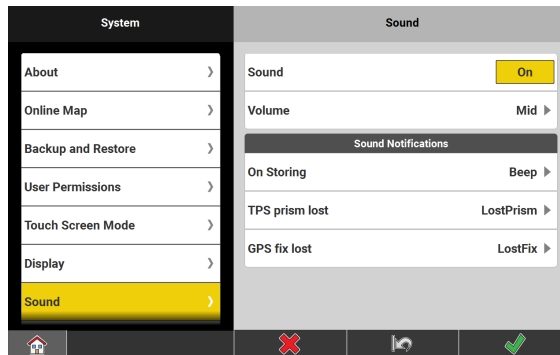 System
About
Online Map
Backup and Restore
User Permissions
Touch Screen Mode
Display
Sound
Sound
Sound On
Volume Mid
Sound Notifications
On Storing Beep
TPS prism lost LostPrism
GPS fix lost LostFix